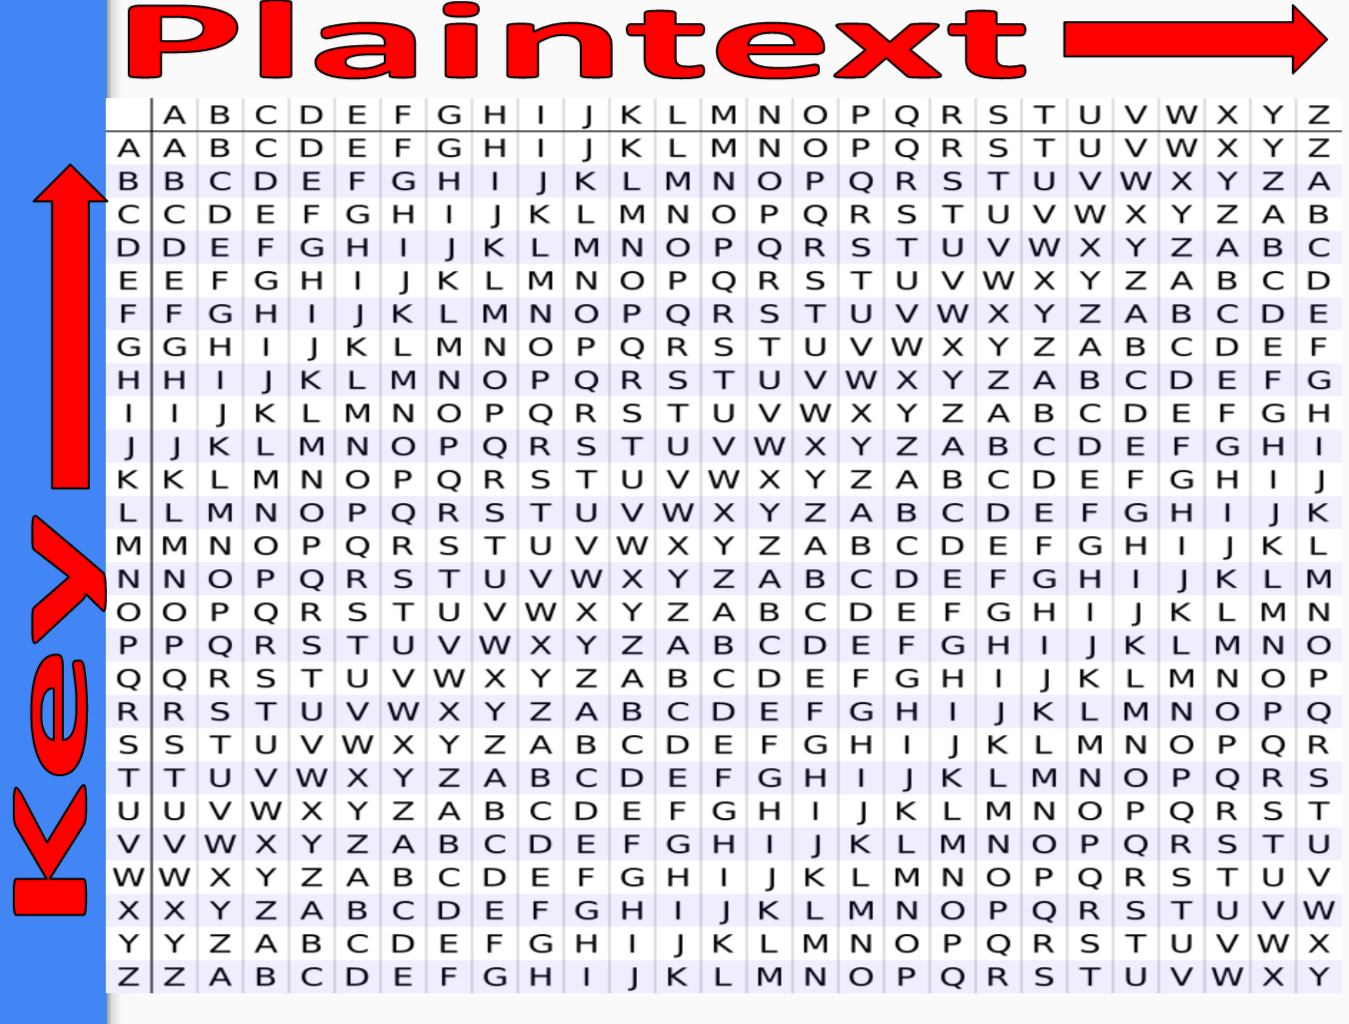 Plaintext
Key
A B C D E F G H I J K L M N O P Q R S T U V W X Y Z
A A B C D E F G H I J K L M N O P Q R S T U V W X Y Z
B B C D E F G H I J K L M N O P Q R S T U V W X Y Z A
C C D E F G H I J K L M N O P Q R S T U V W X Y Z A B
D D E F G H I J K L M N O P Q R S T U V W X Y Z A B C
E E F G H I J K L M N O P Q R S T U V W X Y Z A B C D
F F G H I J K L M N O P Q R S T U V W X Y Z A B C D E
G G H I J K L M N O P Q R S T U V W X Y Z A B C D E F
H H I J K L M N O P Q R S T U V W X Y Z A B C D E F G
I I J K L M N O P Q R S T U V W X Y Z A B C D E F G H
J J K L M N O P Q R S T U V W X Y Z A B C D E F G H I
K K L M N O P Q R S T U V W X Y Z A B C D E F G H I J
L L M N O P Q R S T U V W X Y Z A B C D E F G H I J K
M M N O P Q R S T U V W X Y Z A B C D E F G H I J K L
N N O P Q R S T U V W X Y Z A B C D E F G H I J K L M
O O P Q R S T U V W X Y Z A B C D E F G H I J K L M N
P P Q R S T U V W X Y Z A B C D E F G H I J K L M N O
Q Q R S T U V W X Y Z A B C D E F G H I J K L M N O P
R R S T U V W X Y Z A B C D E F G H I J K L M N O P Q
S S T U V W X Y Z A B C D E F G H I J K L M N O P Q R
T T U V W X Y Z A B C D E F G H I J K L M N O P Q R S
U U V W X Y Z A B C D E F G H I J K L M N O P Q R S T
V V W X Y Z A B C D E F G H I J K L M N O P Q R S T U
W W X Y Z A B C D E F G H I J K L M N O P Q R S T U V
X X Y Z A B C D E F G H I J K L M N O P Q R S T U V W
Y Y Z A B C D E F G H I J K L M N O P Q R S T U V W X
Z Z A B C D E F G H I J K L M N O P Q R S T U V W X Y